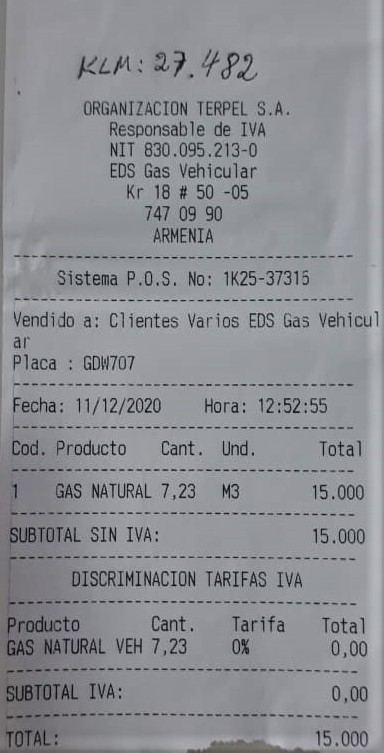 KLM: 27.482
ORGANIZACION TERPEL S.A.
Responsable de IVA
NIT 830.095.213-0
EDS Gas Vehicular
Kr 18 # 50 -05
747 09 90
ARMENIA
Sistema P.O.S. No: 1K25-37315
Vendido a: Clientes Varios EDS Gas Vehicul
ar
Placa : GDW707
Fecha: 11/12/2020 Hora: 12:52:55
Cod. Producto Cant. Und. Total
1 GAS NATURAL 7,23 M3 15.000
SUBTOTAL SIN IVA: 15.000
DISCRIMINACION TARIFAS IVA
Producto Cant. Tarifa Total
GAS NATURAL VEH 7,23 0% 0,00
SUBTOTAL IVA: 0,00
TOTAL: 15.000